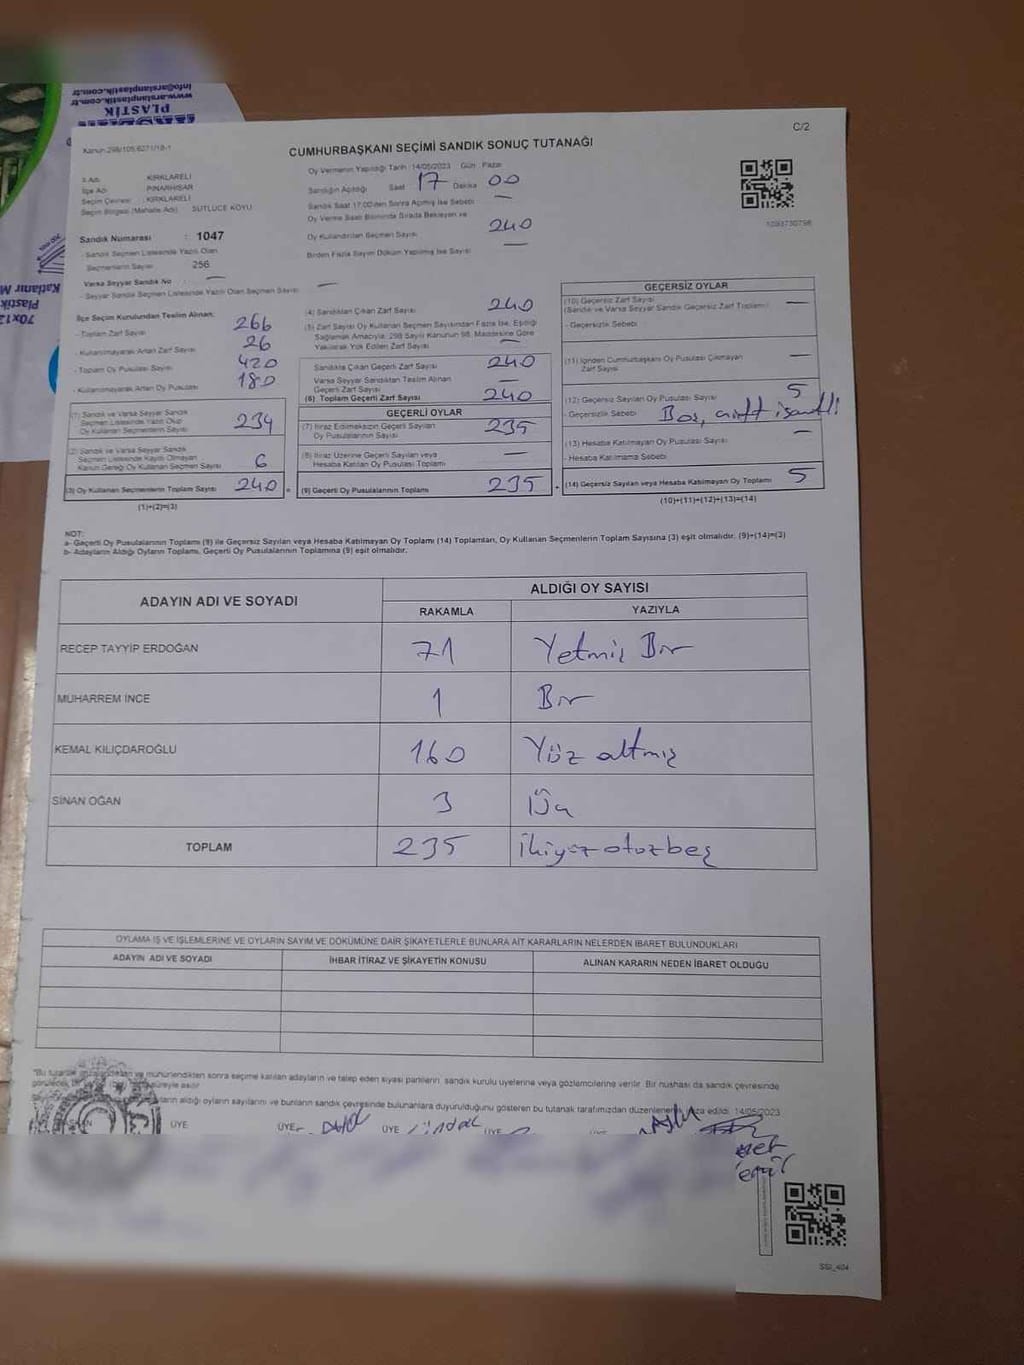 info@arslanplastik.com.tr
www.arslanplastik.com.tr
PLASTİK
Katlanır M
Plastik
70x12
C/2
Kanun 298/105,6271/18-1
CUMHURBAŞKANI SEÇİMİ SANDIK SONUÇ TUTANAĞI
İl Adı : KIRKLARELİ
İlçe Adı : PINARHİSAR
Seçim Çevresi : KIRKLARELİ
Seçim Bölgesi (Mahalle Adı) : SÜTLÜCE KÖYÜ
Oy Vermenin Yapıldığı Tarih : 14/05/2023 Gün : Pazar
Sandığın Açıldığı Saat 17 Dakika 00
Sandık Saat 17:00'den Sonra Açılmış İse Sebebi —
Oy Verme Saati Bitiminde Sırada Bekleyen ve
Oy Kullandırılan Seçmen Sayısı 240
Birden Fazla Sayım Döküm Yapılmış İse Sayısı —
1093730796
Sandık Numarası : 1047
- Sandık Seçmen Listesinde Yazılı Olan
Seçmenlerin Sayısı 256
Varsa Seyyar Sandık No : —
- Seyyar Sandık Seçmen Listesinde Yazılı Olan Seçmen Sayısı —
İlçe Seçim Kurulundan Teslim Alınan:
- Toplam Zarf Sayısı 266
- Kullanılmayarak Artan Zarf Sayısı 26
- Toplam Oy Pusulası Sayısı 420
- Kullanılmayarak Artan Oy Pusulası 180
(1) Sandık ve Varsa Seyyar Sandık
Seçmen Listesinde Yazılı Olup
Oy Kullanan Seçmenlerin Sayısı 234
(2) Sandık ve Varsa Seyyar Sandık
Seçmen Listesinde Kayıtlı Olmayan
Kanun Gereği Oy Kullanan Seçmen Sayısı 6
(3) Oy Kullanan Seçmenlerin Toplam Sayısı 240 =
(1)+(2)=(3)
(4) Sandıktan Çıkan Zarf Sayısı 240
(5) Zarf Sayısı Oy Kullanan Seçmen Sayısından Fazla İse, Eşitliği
Sağlamak Amacıyla; 298 Sayılı Kanunun 98. Maddesine Göre
Yakılarak Yok Edilen Zarf Sayısı —
Sandıkta Çıkan Geçerli Zarf Sayısı 240
Varsa Seyyar Sandıktan Teslim Alınan
Geçerli Zarf Sayısı —
(6) Toplam Geçerli Zarf Sayısı 240
GEÇERLİ OYLAR
(7) İtiraz Edilmeksizin Geçerli Sayılan
Oy Pusulalarının Sayısı 235
(8) İtiraz Üzerine Geçerli Sayılan veya
Hesaba Katılan Oy Pusulası Toplamı —
(9) Geçerli Oy Pusulalarının Toplamı 235 +
GEÇERSİZ OYLAR
(10) Geçersiz Zarf Sayısı
(Sandık ve Varsa Seyyar Sandık Geçersiz Zarf Toplamı) —
- Geçersizlik Sebebi
(11) İçinden Cumhurbaşkanı Oy Pusulası Çıkmayan
Zarf Sayısı —
(12) Geçersiz Sayılan Oy Pusulası Sayısı 5
- Geçersizlik Sebebi Boş, çift işaretli
(13) Hesaba Katılmayan Oy Pusulası Sayısı —
- Hesaba Katılmama Sebebi
(14) Geçersiz Sayılan veya Hesaba Katılmayan Oy Toplamı 5
(10)+(11)+(12)+(13)=(14)
NOT:
a- Geçerli Oy Pusulalarının Toplamı (9) ile Geçersiz Sayılan veya Hesaba Katılmayan Oy Toplamı (14) Toplamları, Oy Kullanan Seçmenlerin Toplam Sayısına (3) eşit olmalıdır. (9)+(14)=(3)
b- Adayların Aldığı Oyların Toplamı, Geçerli Oy Pusulalarının Toplamına (9) eşit olmalıdır.
ADAYIN ADI VE SOYADI
ALDIĞI OY SAYISI
RAKAMLA YAZIYLA
RECEP TAYYİP ERDOĞAN 71 Yetmiş Bir
MUHARREM İNCE 1 Bir
KEMAL KILIÇDAROĞLU 160 Yüz altmış
SİNAN OĞAN 3 Üç
TOPLAM 235 ikiyüz otuzbeş
OYLAMA İŞ VE İŞLEMLERİNE VE OYLARIN SAYIM VE DÖKÜMÜNE DAİR ŞİKAYETLERLE BUNLARA AİT KARARLARIN NELERDEN İBARET BULUNDUKLARI
ADAYIN ADI VE SOYADI İHBAR İTİRAZ VE ŞİKAYETİN KONUSU ALINAN KARARIN NEDEN İBARET OLDUĞU
"Bu tutanak mühürlendikten sonra seçime katılan adayların ve talep eden siyasi partilerin, sandık kurulu üyelerine veya gözlemcilerine verilir. Bir nüshası da sandık çevresinde
süreyle asılır
aldığı oyların sayılarını ve bunların sandık çevresinde bulunanlara duyurulduğunu gösteren bu tutanak tarafımızdan düzenlenerek imza edildi. 14/05/2023
ÜYE ÜYE ÜYE ÜYE
SSI_404